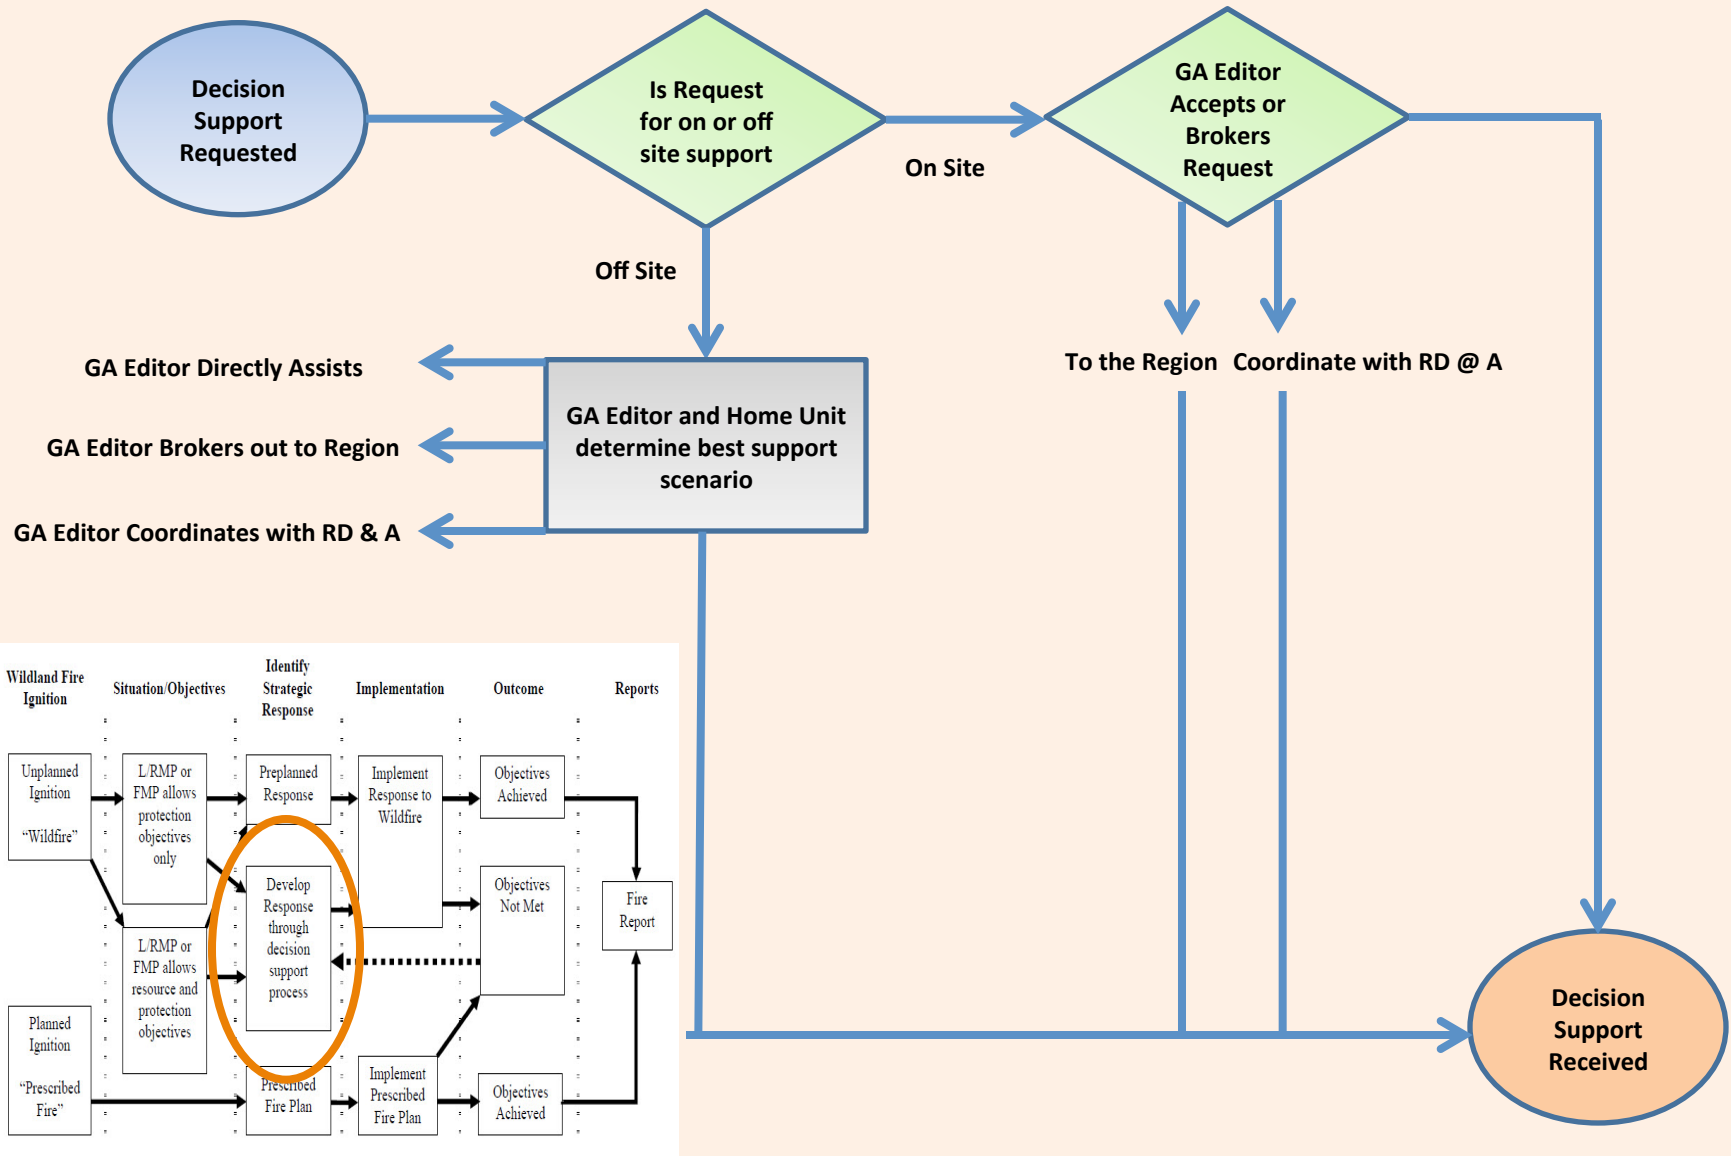 Decision
Support
Requested
Is Request
for on or off
site support
GA Editor
Accepts or
Brokers
Request
On Site
Off Site
To the Region
Coordinate with RD @ A
GA Editor Directly Assists
GA Editor Brokers out to Region
GA Editor Coordinates with RD & A
GA Editor and Home Unit
determine best support
scenario
Decision
Support
Received
Wildland Fire
Ignition
Situation/Objectives
Identify
Strategic
Response
Implementation
Outcome
Reports
Unplanned
Ignition
“Wildfire”
L/RMP or
FMP allows
protection
objectives
only
Preplanned
Response
Implement
Response to
Wildfire
Objectives
Achieved
Develop
Response
through
decision
support
process
Objectives
Not Met
Fire
Report
L/RMP or
FMP allows
resource and
protection
objectives
Planned
Ignition
“Prescribed
Fire”
Prescribed
Fire Plan
Implement
Prescribed
Fire Plan
Objectives
Achieved